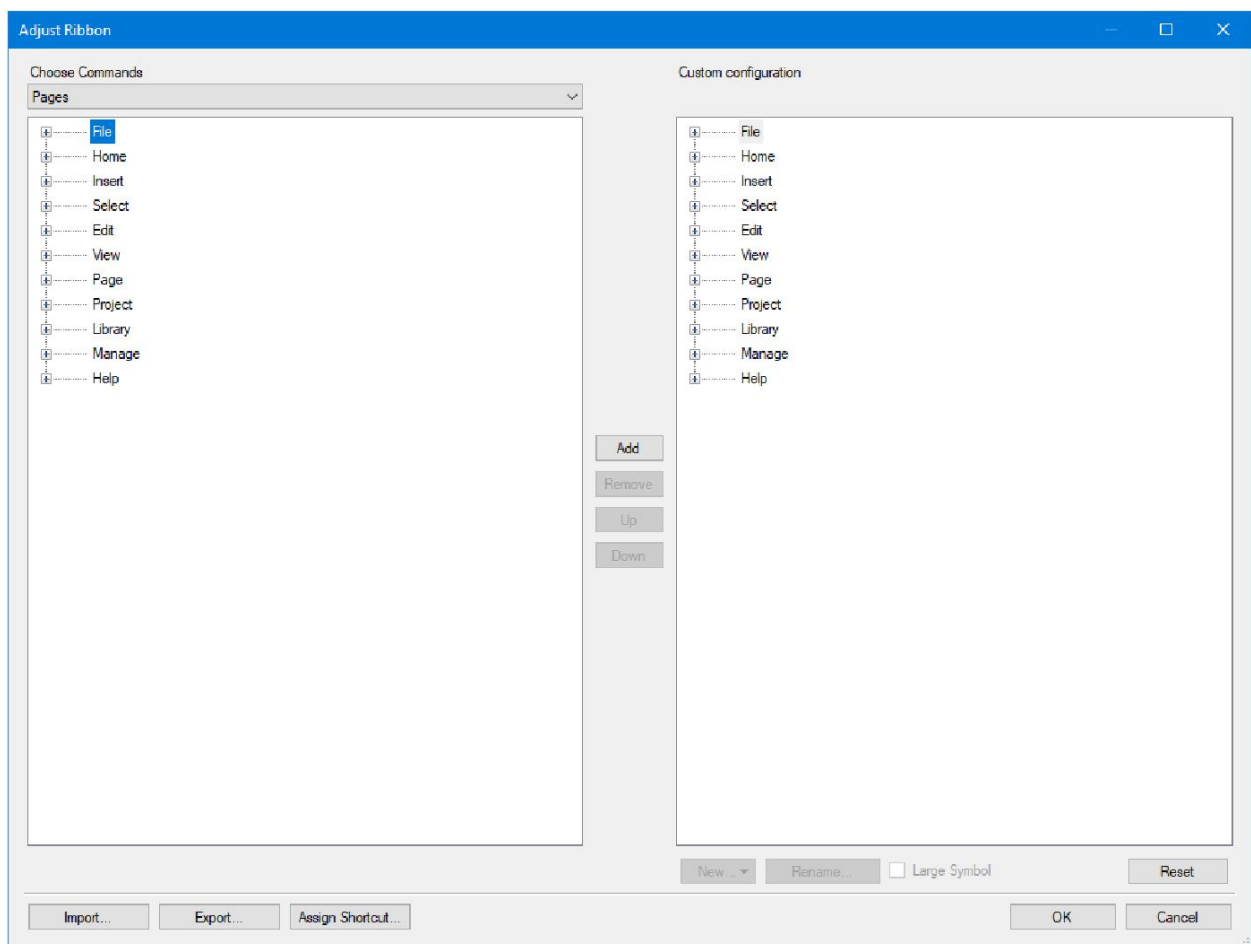 Adjust Ribbon
Choose Commands
Custom configuration
Pages
File
Home
Insert
Select
Edit
View
Page
Project
Library
Manage
Help
File
Home
Insert
Select
Edit
View
Page
Project
Library
Manage
Help
Add
Remove
Up
Down
New...
Rename...
Large Symbol
Reset
Import...
Export...
Assign Shortcut...
OK
Cancel